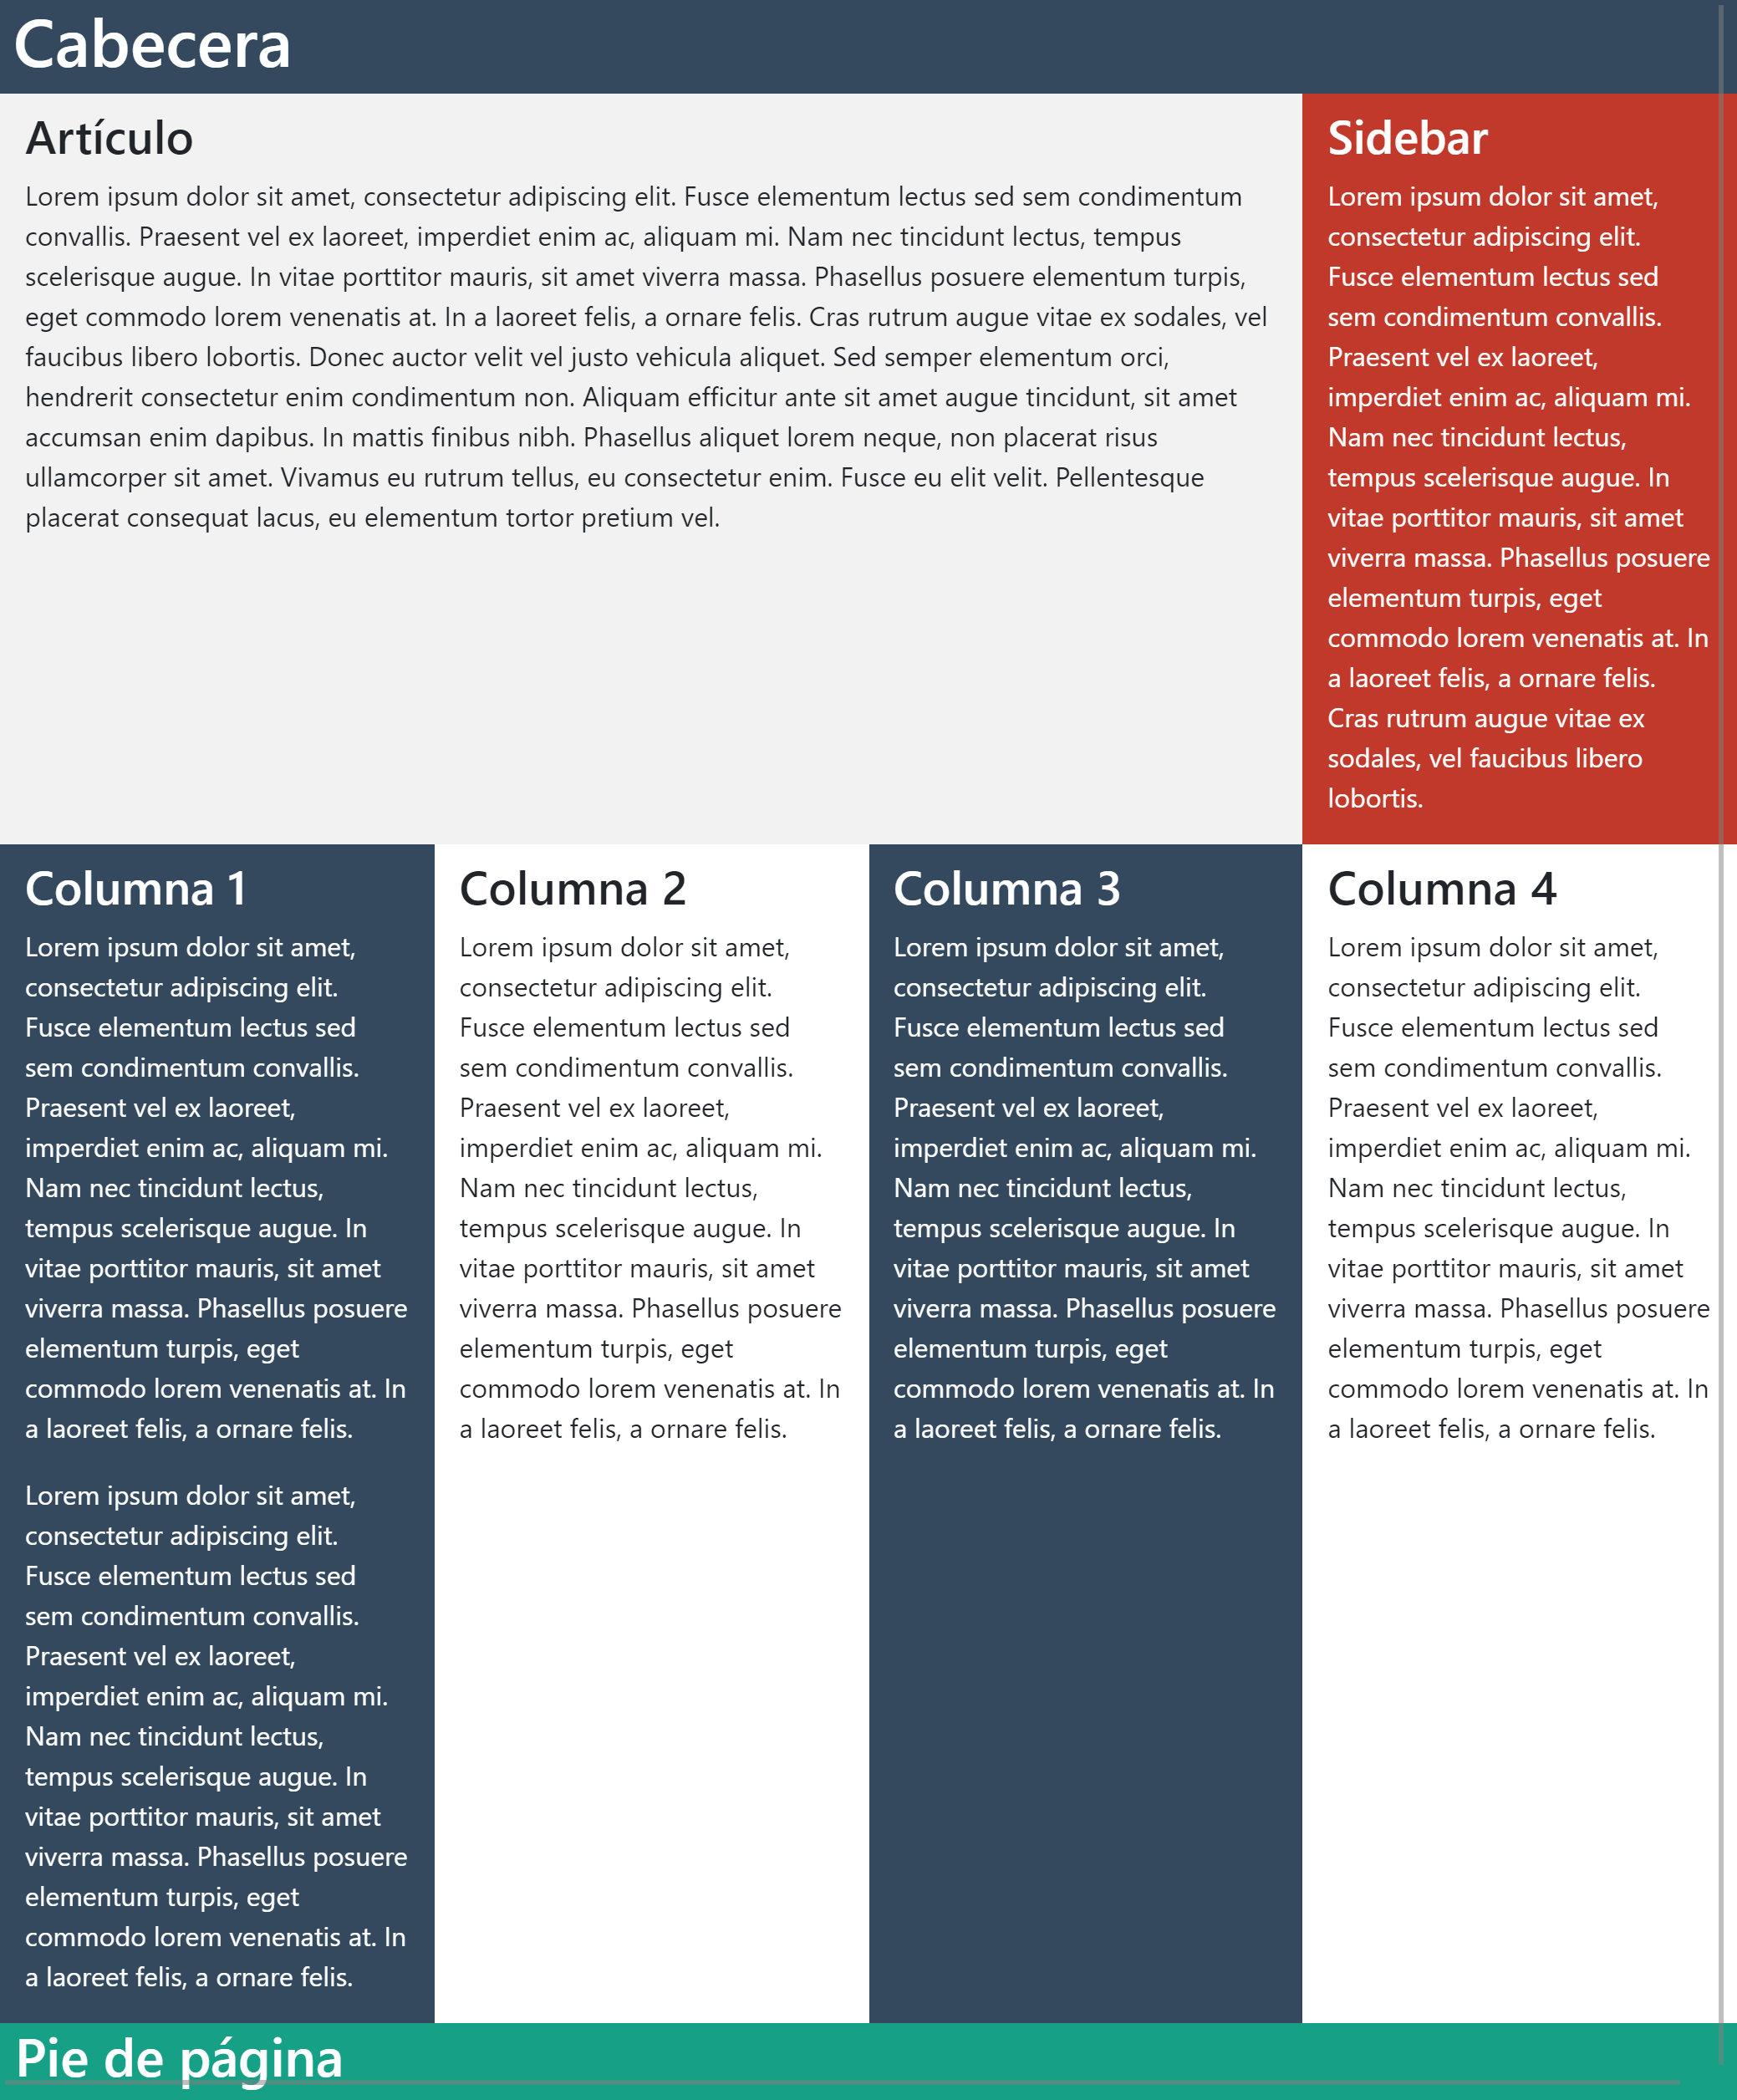 Cabecera
Artículo
Lorem ipsum dolor sit amet, consectetur adipiscing elit. Fusce elementum lectus sed sem condimentum
convallis. Praesent vel ex laoreet, imperdiet enim ac, aliquam mi. Nam nec tincidunt lectus, tempus
scelerisque augue. In vitae porttitor mauris, sit amet viverra massa. Phasellus posuere elementum turpis,
eget commodo lorem venenatis at. In a laoreet felis, a ornare felis. Cras rutrum augue vitae ex sodales, vel
faucibus libero lobortis. Donec auctor velit vel justo vehicula aliquet. Sed semper elementum orci,
hendrerit consectetur enim condimentum non. Aliquam efficitur ante sit amet augue tincidunt, sit amet
accumsan enim dapibus. In mattis finibus nibh. Phasellus aliquet lorem neque, non placerat risus
ullamcorper sit amet. Vivamus eu rutrum tellus, eu consectetur enim. Fusce eu elit velit. Pellentesque
placerat consequat lacus, eu elementum tortor pretium vel.
Sidebar
Lorem ipsum dolor sit amet,
consectetur adipiscing elit.
Fusce elementum lectus sed
sem condimentum convallis.
Praesent vel ex laoreet,
imperdiet enim ac, aliquam mi.
Nam nec tincidunt lectus,
tempus scelerisque augue. In
vitae porttitor mauris, sit amet
viverra massa. Phasellus posuere
elementum turpis, eget
commodo lorem venenatis at. In
a laoreet felis, a ornare felis.
Cras rutrum augue vitae ex
sodales, vel faucibus libero
lobortis.
Columna 1
Lorem ipsum dolor sit amet,
consectetur adipiscing elit.
Fusce elementum lectus sed
sem condimentum convallis.
Praesent vel ex laoreet,
imperdiet enim ac, aliquam mi.
Nam nec tincidunt lectus,
tempus scelerisque augue. In
vitae porttitor mauris, sit amet
viverra massa. Phasellus posuere
elementum turpis, eget
commodo lorem venenatis at. In
a laoreet felis, a ornare felis.
Lorem ipsum dolor sit amet,
consectetur adipiscing elit.
Fusce elementum lectus sed
sem condimentum convallis.
Praesent vel ex laoreet,
imperdiet enim ac, aliquam mi.
Nam nec tincidunt lectus,
tempus scelerisque augue. In
vitae porttitor mauris, sit amet
viverra massa. Phasellus posuere
elementum turpis, eget
commodo lorem venenatis at. In
a laoreet felis, a ornare felis.
Columna 2
Lorem ipsum dolor sit amet,
consectetur adipiscing elit.
Fusce elementum lectus sed
sem condimentum convallis.
Praesent vel ex laoreet,
imperdiet enim ac, aliquam mi.
Nam nec tincidunt lectus,
tempus scelerisque augue. In
vitae porttitor mauris, sit amet
viverra massa. Phasellus posuere
elementum turpis, eget
commodo lorem venenatis at. In
a laoreet felis, a ornare felis.
Columna 3
Lorem ipsum dolor sit amet,
consectetur adipiscing elit.
Fusce elementum lectus sed
sem condimentum convallis.
Praesent vel ex laoreet,
imperdiet enim ac, aliquam mi.
Nam nec tincidunt lectus,
tempus scelerisque augue. In
vitae porttitor mauris, sit amet
viverra massa. Phasellus posuere
elementum turpis, eget
commodo lorem venenatis at. In
a laoreet felis, a ornare felis.
Columna 4
Lorem ipsum dolor sit amet,
consectetur adipiscing elit.
Fusce elementum lectus sed
sem condimentum convallis.
Praesent vel ex laoreet,
imperdiet enim ac, aliquam mi.
Nam nec tincidunt lectus,
tempus scelerisque augue. In
vitae porttitor mauris, sit amet
viverra massa. Phasellus posuere
elementum turpis, eget
commodo lorem venenatis at. In
a laoreet felis, a ornare felis.
Pie de página